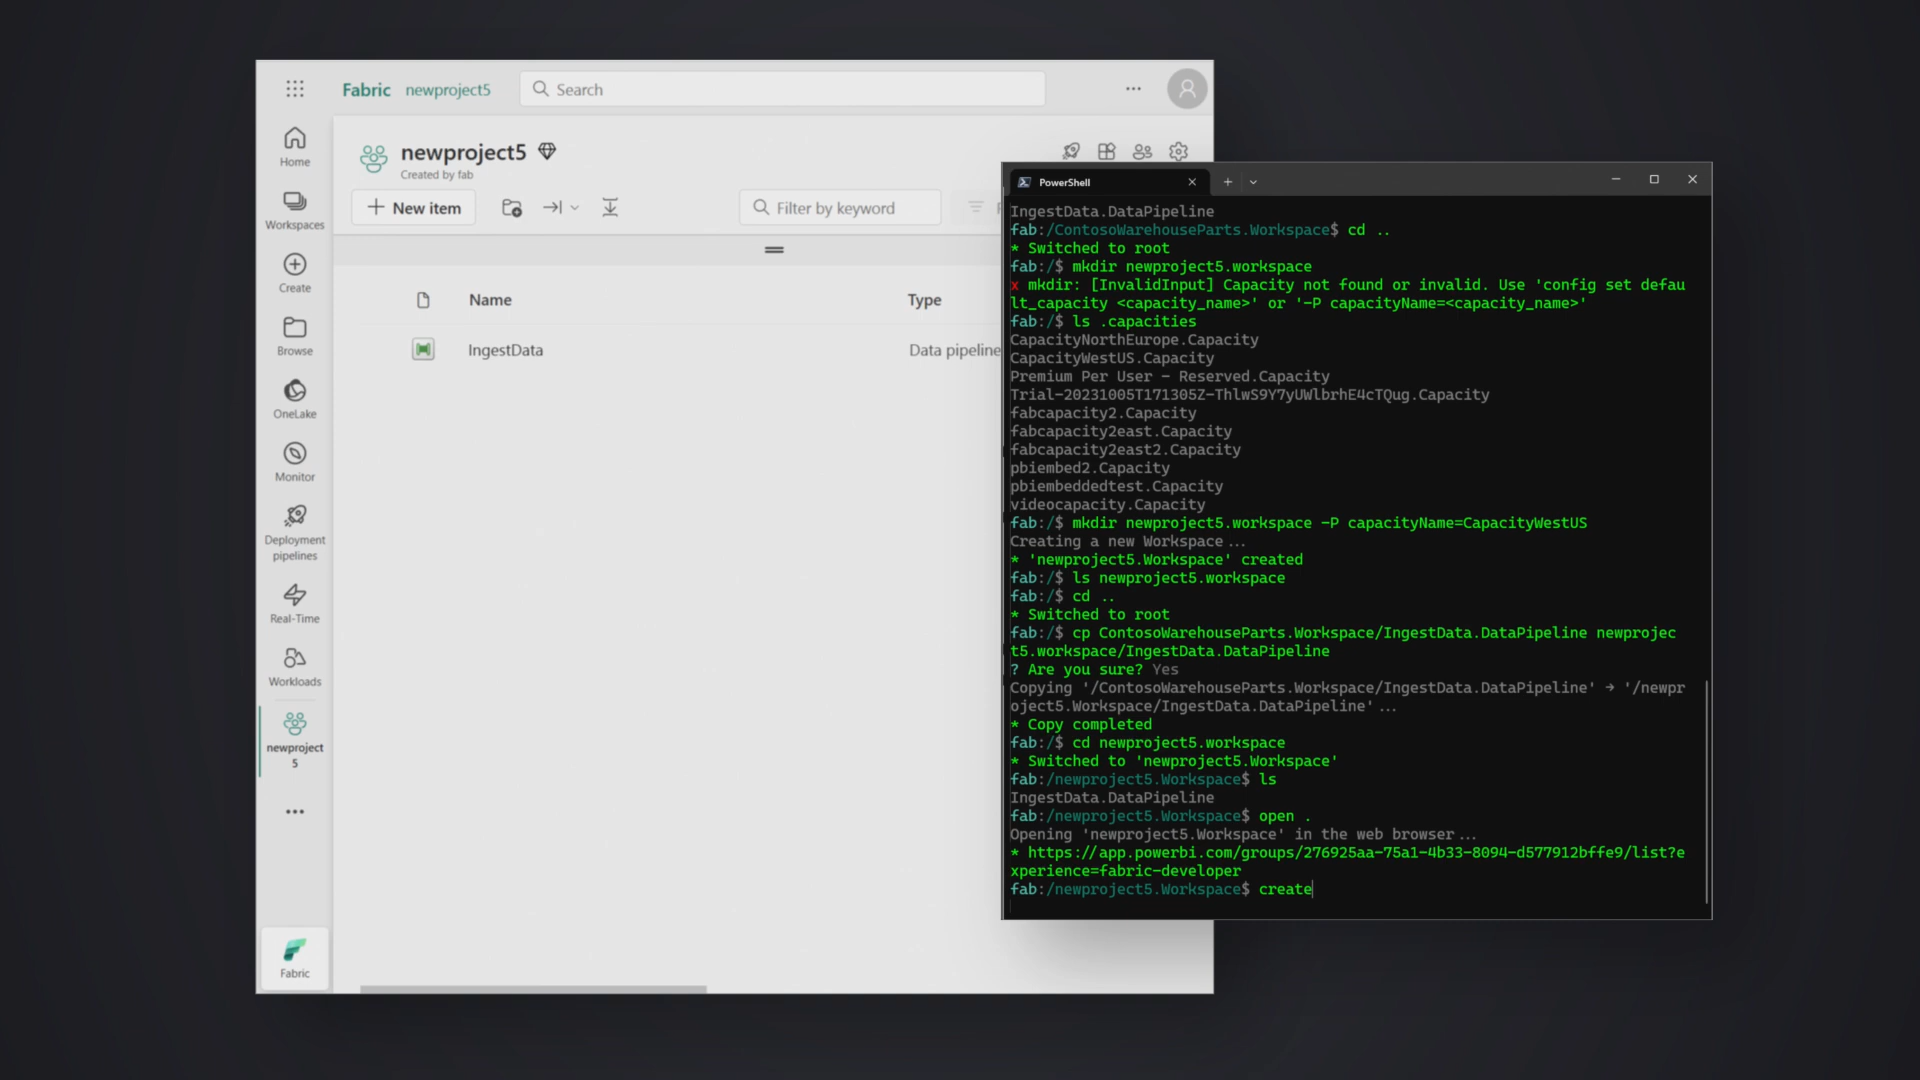 Fabric newproject5 Search
Home
Workspaces
Create
Browse
OneLake
Monitor
Deployment
pipelines
Real-Time
Workloads
newproject
5
Fabric
newproject5
Created by fab
New item
Filter by keyword
Name Type
IngestData Data pipeline
PowerShell
IngestData.DataPipeline
fab:/ContosoWarehouseParts.Workspace$ cd ..
* Switched to root
fab:/$ mkdir newproject5.workspace
x mkdir: [InvalidInput] Capacity not found or invalid. Use 'config set defau
lt_capacity <capacity_name>' or '-P capacityName=<capacity_name>'
fab:/$ ls .capacities
CapacityNorthEurope.Capacity
CapacityWestUS.Capacity
Premium Per User - Reserved.Capacity
Trial-20231005T171305Z-ThlwS9Y7yUWlbrhE4cTQug.Capacity
fabcapacity2.Capacity
fabcapacity2east.Capacity
fabcapacity2east2.Capacity
pbiembed2.Capacity
pbiembeddedtest.Capacity
videocapacity.Capacity
fab:/$ mkdir newproject5.workspace -P capacityName=CapacityWestUS
Creating a new Workspace...
* 'newproject5.Workspace' created
fab:/$ ls newproject5.workspace
fab:/$ cd ..
* Switched to root
fab:/$ cp ContosoWarehouseParts.Workspace/IngestData.DataPipeline newprojec
t5.workspace/IngestData.DataPipeline
? Are you sure? Yes
Copying '/ContosoWarehouseParts.Workspace/IngestData.DataPipeline' → '/newpr
oject5.Workspace/IngestData.DataPipeline'...
* Copy completed
fab:/$ cd newproject5.workspace
* Switched to 'newproject5.Workspace'
fab:/newproject5.Workspace$ ls
IngestData.DataPipeline
fab:/newproject5.Workspace$ open .
Opening 'newproject5.Workspace' in the web browser...
* https://app.powerbi.com/groups/276925aa-75a1-4b33-8094-d577912bffe9/list?e
xperience=fabric-developer
fab:/newproject5.Workspace$ create